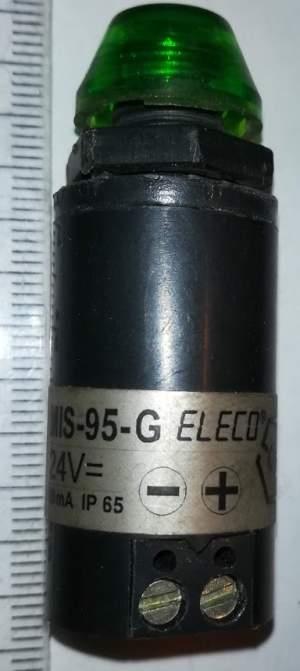 MIS-95-G ELECO
24V=
mA IP 65
- +